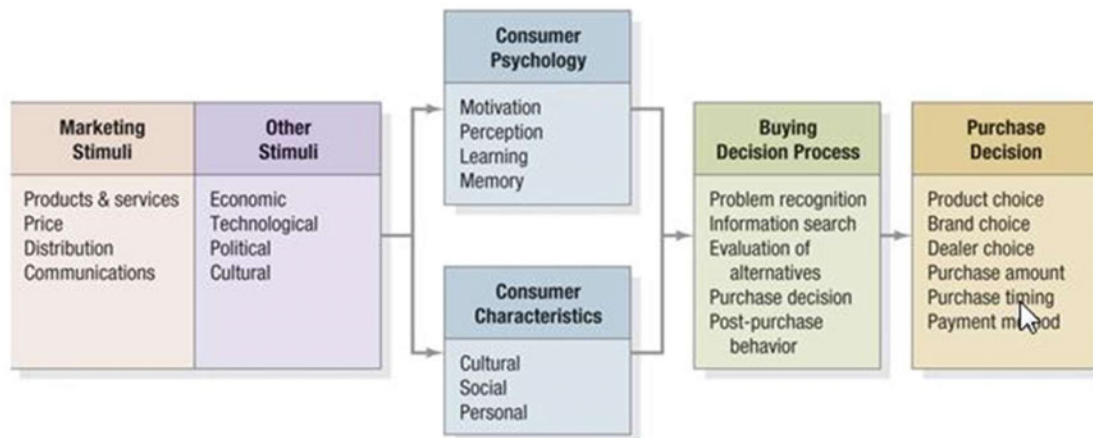 Marketing
Stimuli
Products & services
Price
Distribution
Communications
Other
Stimuli
Economic
Technological
Political
Cultural
Consumer
Psychology
Motivation
Perception
Learning
Memory
Consumer
Characteristics
Cultural
Social
Personal
Buying
Decision Process
Problem recognition
Information search
Evaluation of
alternatives
Purchase decision
Post-purchase
behavior
Purchase
Decision
Product choice
Brand choice
Dealer choice
Purchase amount
Purchase timing
Payment method